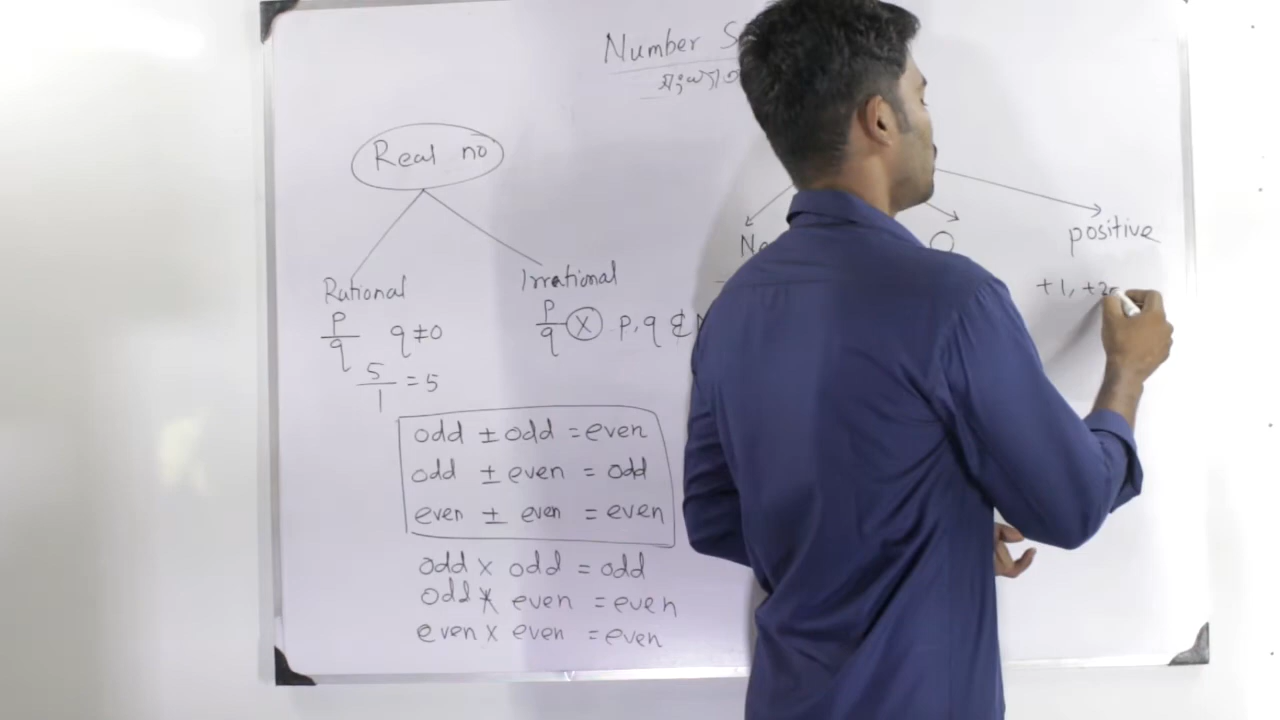 Number S
Real no
Rational
Irrational
p/q q≠0
p/q (X) p, q ∉
5/1 = 5
odd ± odd = even
odd ± even = odd
even ± even = even
odd x odd = odd
odd x even = even
even x even = even
Ne
0
positive
+1, +2